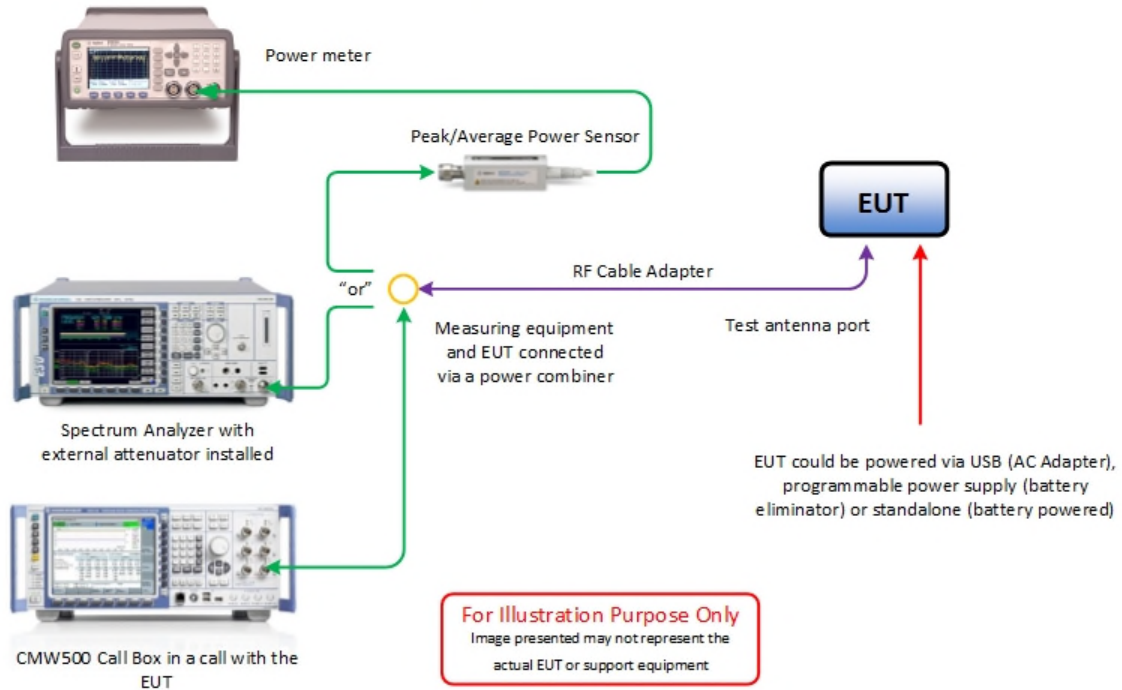 Power meter
Peak/Average Power Sensor
EUT
"or"
RF Cable Adapter
Measuring equipment
and EUT connected
via a power combiner
Test antenna port
Spectrum Analyzer with
external attenuator installed
EUT could be powered via USB (AC Adapter),
programmable power supply (battery
eliminator) or standalone (battery powered)
For Illustration Purpose Only
Image presented may not represent the
actual EUT or support equipment
CMW500 Call Box in a call with the
EUT